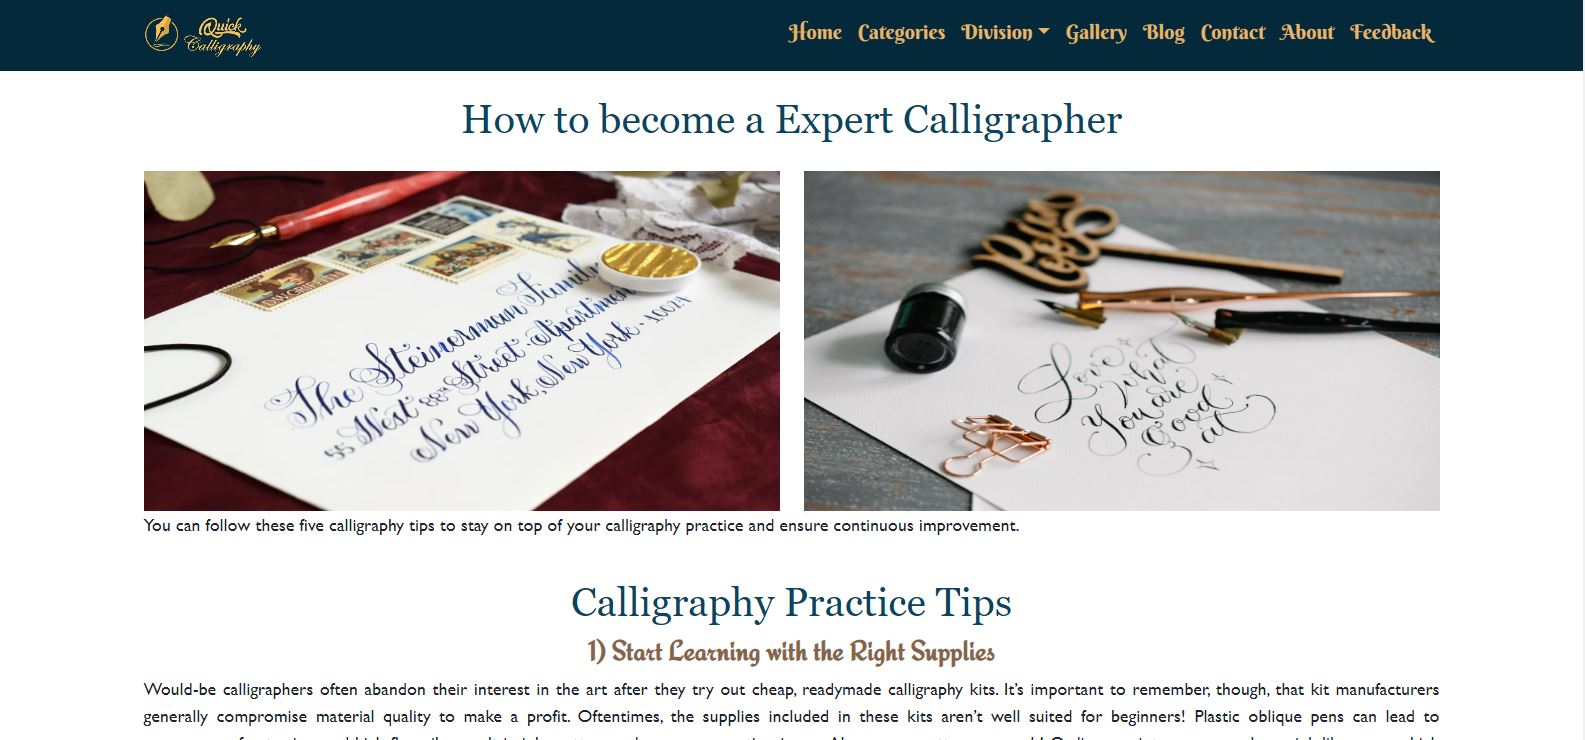 Quick
Calligraphy
Home Categories Division Gallery Blog Contact About Feedback
How to become a Expert Calligrapher
The Steinerman Family
55 West 88th Street · Apartment
New York, New York · 10024
Love
What
You are
Good
at
You can follow these five calligraphy tips to stay on top of your calligraphy practice and ensure continuous improvement.
Calligraphy Practice Tips
1) Start Learning with the Right Supplies
Would-be calligraphers often abandon their interest in the art after they try out cheap, readymade calligraphy kits. It’s important to remember, though, that kit manufacturers
generally compromise material quality to make a profit. Oftentimes, the supplies included in these kits aren’t well suited for beginners! Plastic oblique pens can lead to